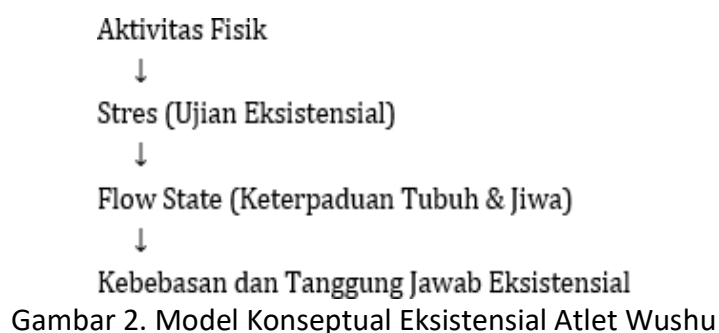 Aktivitas Fisik
↓
Stres (Ujian Eksistensial)
↓
Flow State (Keterpaduan Tubuh & Jiwa)
↓
Kebebasan dan Tanggung Jawab Eksistensial
Gambar 2. Model Konseptual Eksistensial Atlet Wushu